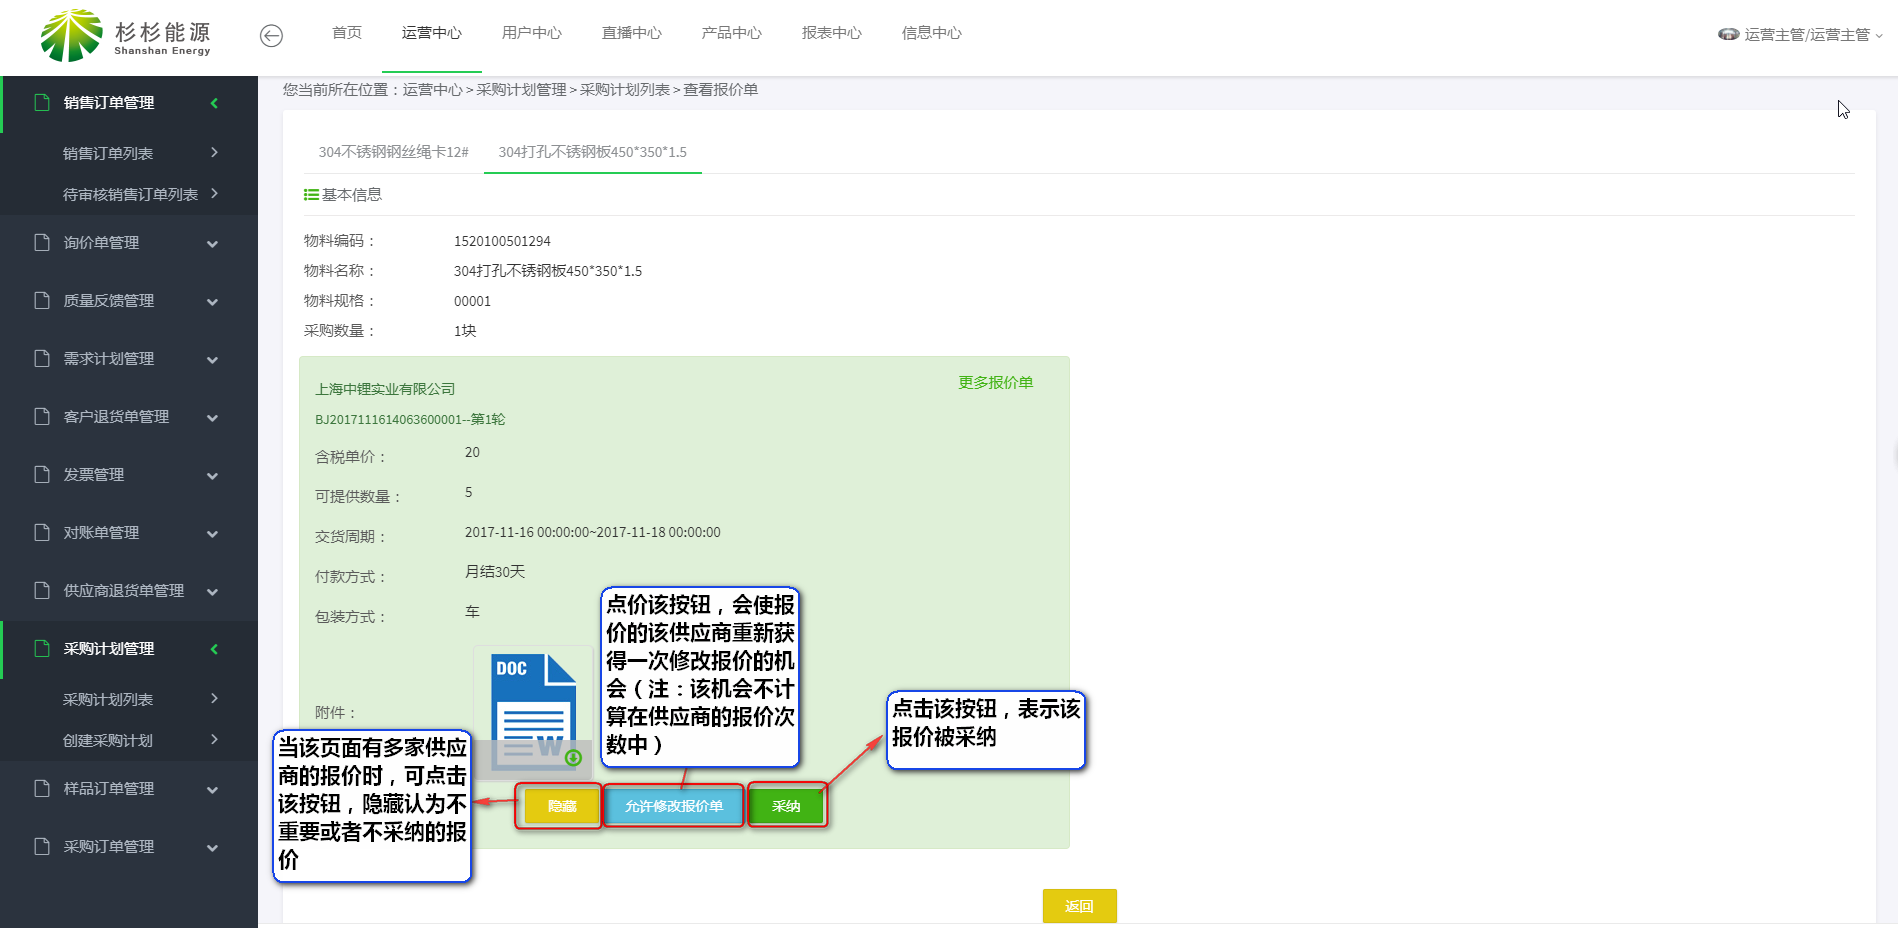 杉杉能源
Shanshan Energy
首页
运营中心
用户中心
直播中心
产品中心
报表中心
信息中心
运营主管/运营主管
销售订单管理
销售订单列表
待审核销售订单列表
询价单管理
质量反馈管理
需求计划管理
客户退货单管理
发票管理
对账单管理
供应商退货单管理
采购计划管理
采购计划列表
创建采购计划
样品订单管理
采购订单管理
您当前所在位置：运营中心 > 采购计划管理 > 采购计划列表 > 查看报价单
304不锈钢钢丝绳卡12#
304打孔不锈钢板450*350*1.5
基本信息
物料编码： 1520100501294
物料名称： 304打孔不锈钢板450*350*1.5
物料规格： 00001
采购数量： 1块
上海中锂实业有限公司
更多报价单
BJ2017111614063600001--第1轮
含税单价： 20
可提供数量： 5
交货周期： 2017-11-16 00:00:00~2017-11-18 00:00:00
付款方式： 月结30天
包装方式： 车
附件：
DOC
W
点价该按钮，会使报
价的该供应商重新获
得一次修改报价的机
会（注：该机会不计
算在供应商的报价次
数中）
点击该按钮，表示该
报价被采纳
当该页面有多家供应
商的报价时，可点击
该按钮，隐藏认为不
重要或者不采纳的报
价
隐藏
允许修改报价单
采纳
返回